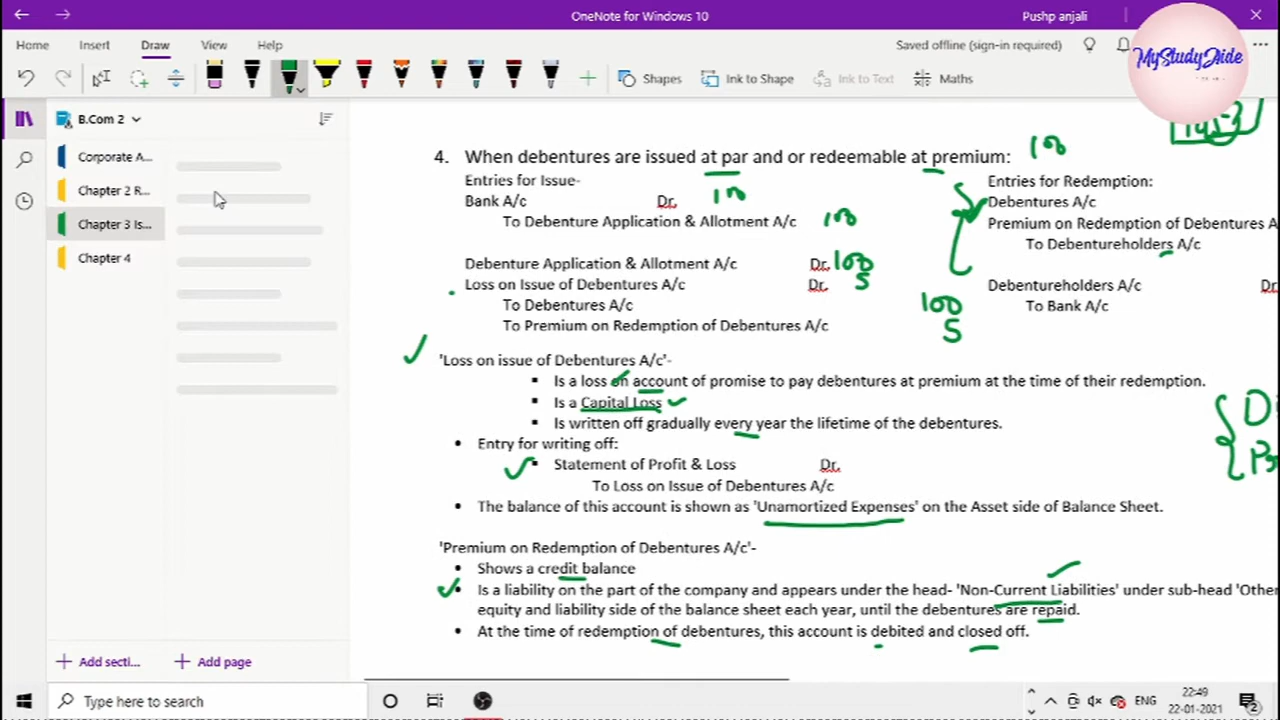 OneNote for Windows 10
Pushp anjali
Home Insert Draw View Help
Saved offline (sign-in required)
MyStudyAide
Shapes Ink to Shape Ink to Text Maths
B.Com 2
Corporate A...
Chapter 2 R...
Chapter 3 Is...
Chapter 4
4. When debentures are issued at par and or redeemable at premium: 100
Entries for Issue-
Bank A/c Dr. 100
To Debenture Application & Allotment A/c 100
Debenture Application & Allotment A/c Dr. 100
Loss on Issue of Debentures A/c Dr. 5
To Debentures A/c 100
To Premium on Redemption of Debentures A/c 5
Entries for Redemption:
Debentures A/c
Premium on Redemption of Debentures A
To Debentureholders A/c
Debentureholders A/c Dr
To Bank A/c
'Loss on issue of Debentures A/c'-
▪ Is a loss on account of promise to pay debentures at premium at the time of their redemption.
▪ Is a Capital Loss
▪ Is written off gradually every year the lifetime of the debentures.
• Entry for writing off:
▪ Statement of Profit & Loss Dr.
To Loss on Issue of Debentures A/c
• The balance of this account is shown as 'Unamortized Expenses' on the Asset side of Balance Sheet.
'Premium on Redemption of Debentures A/c'-
• Shows a credit balance
• Is a liability on the part of the company and appears under the head- 'Non-Current Liabilities' under sub-head 'Other
equity and liability side of the balance sheet each year, until the debentures are repaid.
• At the time of redemption of debentures, this account is debited and closed off.
+ Add secti... + Add page
Type here to search
ENG
22:49
22-01-2021
2